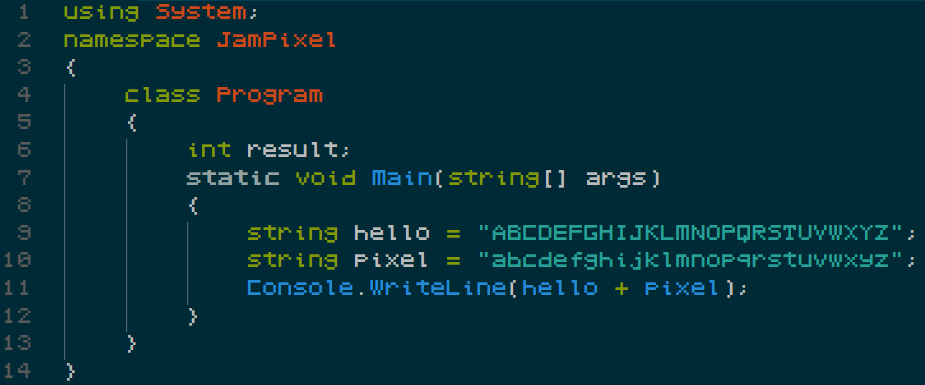 1 using System;
2 namespace JamPixel
3 {
4 class Program
5 {
6 int result;
7 static void Main(string[] args)
8 {
9 string hello = "ABCDEFGHIJKLMNOPQRSTUVWXYZ";
10 string pixel = "abcdefghijklmnopqrstuvwxyz";
11 Console.WriteLine(hello + pixel);
12 }
13 }
14 }